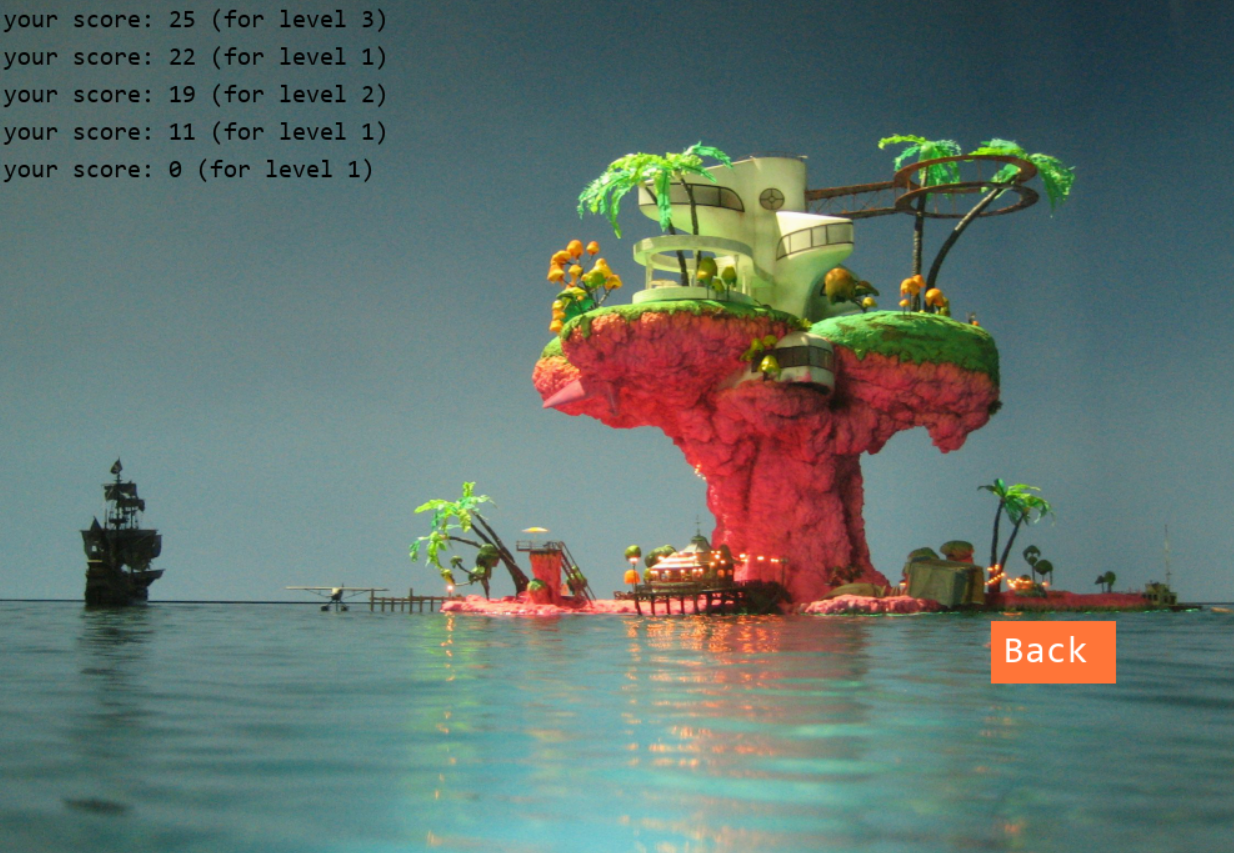 your score: 25 (for level 3)
your score: 22 (for level 1)
your score: 19 (for level 2)
your score: 11 (for level 1)
your score: 0 (for level 1)
Back